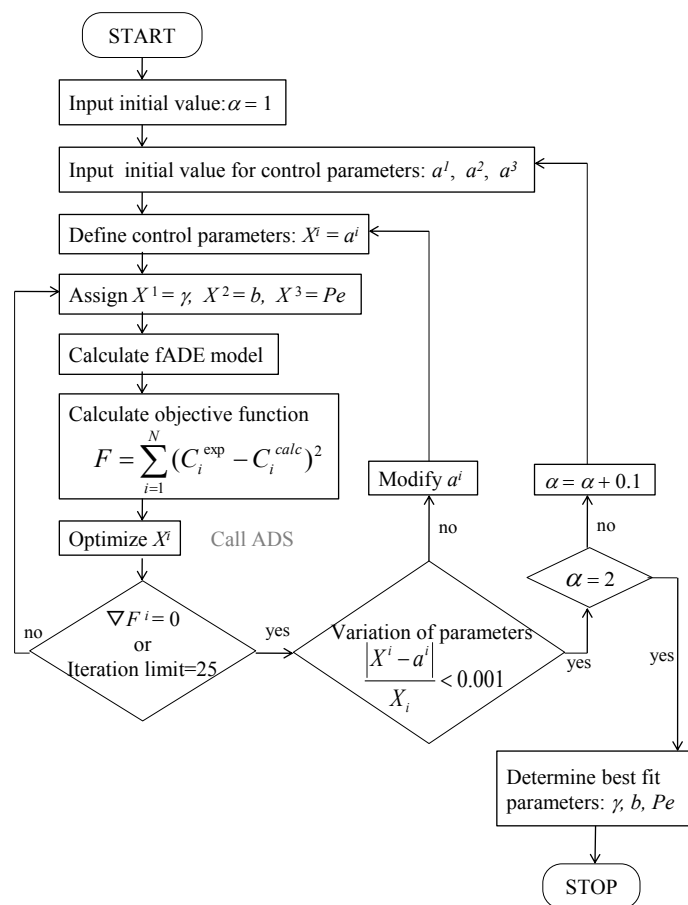 START
Input initial value: α = 1
Input initial value for control parameters: a¹, a², a³
Define control parameters: Xⁱ = aⁱ
Assign X¹ = γ, X² = b, X³ = Pe
Calculate fADE model
Calculate objective function
F = ∑_{i=1}^{N} (C_i^{exp} − C_i^{calc})²
Modify aⁱ
α = α + 0.1
Optimize Xⁱ
Call ADS
no
no
α = 2
∇Fⁱ = 0
or
Iteration limit=25
no
yes
Variation of parameters
|Xⁱ − aⁱ| / X_i < 0.001
yes
yes
Determine best fit
parameters: γ, b, Pe
STOP